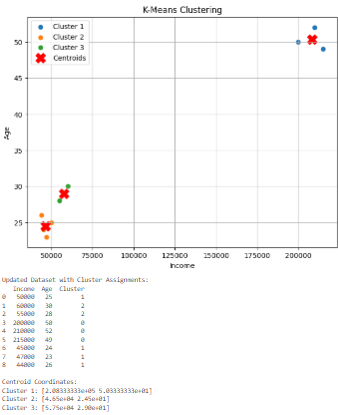 K-Means Clustering
Cluster 1
Cluster 2
Cluster 3
Centroids
50
45
40
35
30
25
Age
50000 75000 100000 125000 150000 175000 200000
Income
Updated Dataset with Cluster Assignments:
Income Age Cluster
0 50000 25 1
1 60000 30 2
2 55000 28 2
3 200000 50 0
4 210000 52 0
5 215000 49 0
6 45000 24 1
7 47000 23 1
8 44000 26 1
Centroid Coordinates:
Cluster 1: [2.08333333e+05 5.03333333e+01]
Cluster 2: [4.65e+04 2.45e+01]
Cluster 3: [5.75e+04 2.90e+01]